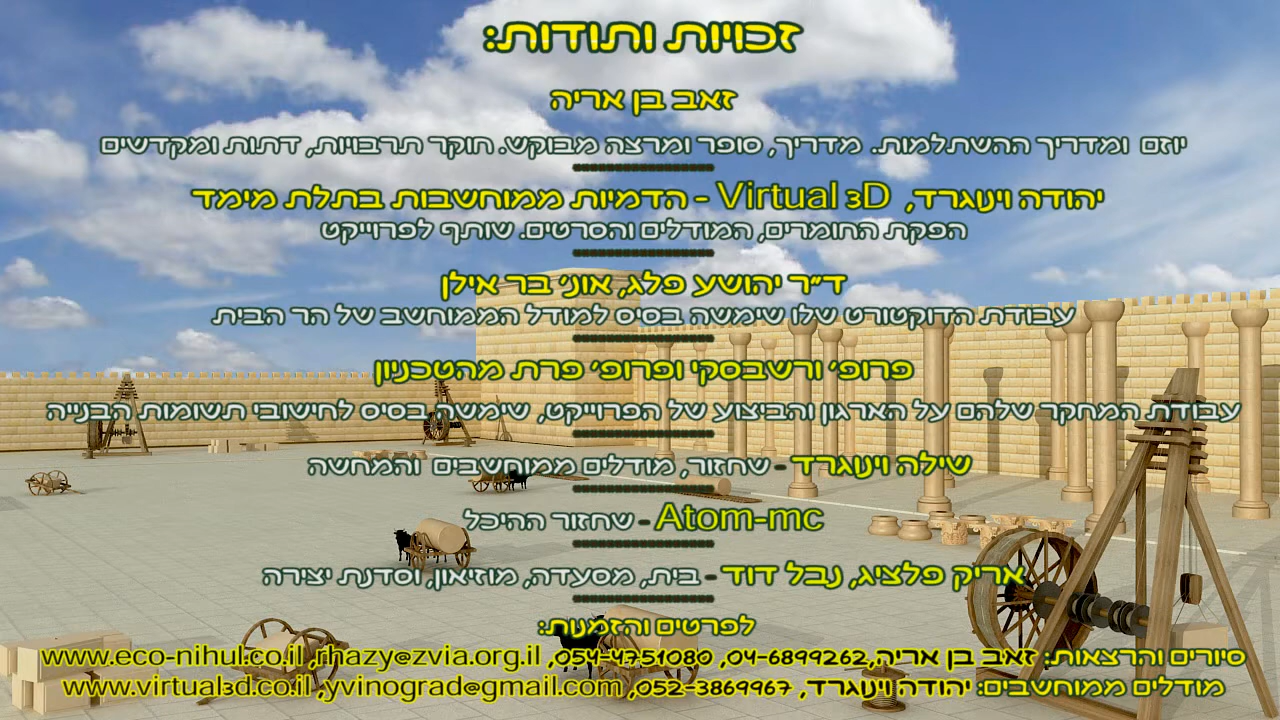 זכויות ותודות:
זאב בן אריה
יוזם ומדריך ההשתלמות. מדריך, סופר ומרצה מבוקש. חוקר תרבויות, דתות ומקדשים
יהודה וינוגרד, Virtual 3D - הדמיות ממוחשבות בתלת מימד
הפקת החומרים, המודלים והסרטים. שותף לפרוייקט
ד"ר יהושע פלג, אונ' בר אילן
עבודת הדוקטורט שלו שימשה בסיס למודל הממוחשב של הר הבית
פרופ' ורשבסקי ופרופ' פרת מהטכניון
עבודת המחקר שלהם על הארגון והביצוע של הפרוייקט, שימשה בסיס לחישובי תשומות הבנייה
שילה וינוגרד - שחזור, מודלים ממוחשבים והמחשה
Atom-mc - שחזור ההיכל
אריק פלציג, נבל דוד - בית, מסעדה, מוזיאון, וסדנת יצירה
לפרטים והזמנות:
סיורים והרצאות: זאב בן אריה, 04-6899262, 054-4751080, rhazy@zvia.org.il, www.eco-nihul.co.il
מודלים ממוחשבים: יהודה וינוגרד, 052-3869967, yvinograd@gmail.com, www.virtual3d.co.il